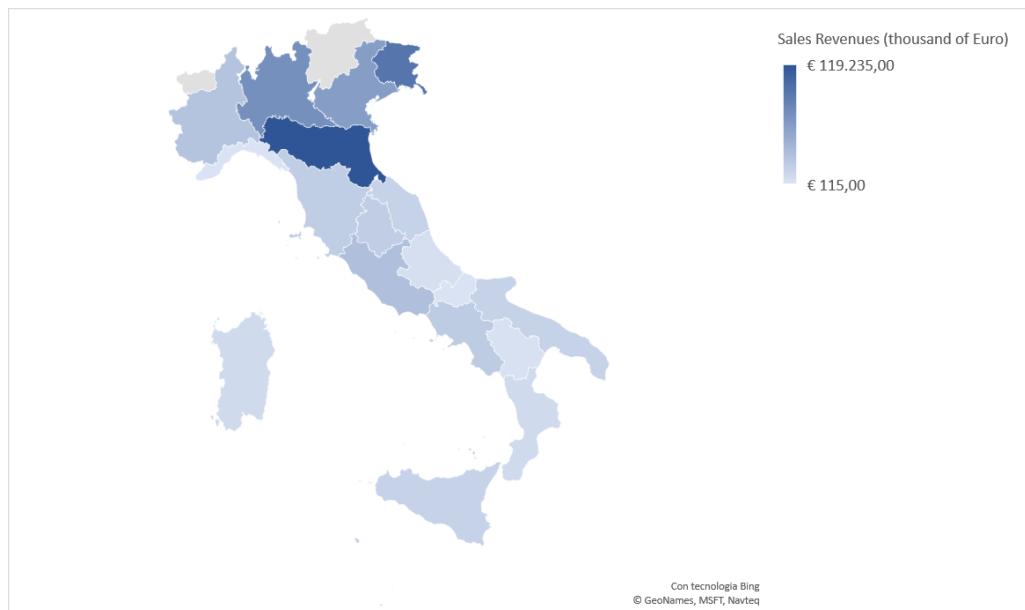 Sales Revenues (thousand of Euro)
€ 119.235,00
€ 115,00
Con tecnologia Bing
© GeoNames, MSFT, Navteq